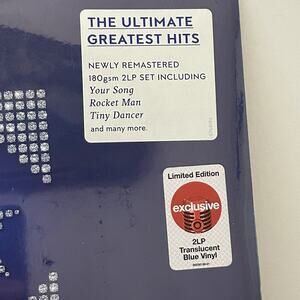 THE ULTIMATE
GREATEST HITS
NEWLY REMASTERED
180gsm 2LP SET INCLUDING
Your Song
Rocket Man
Tiny Dancer
and many more.
Limited Edition
exclusive
2LP
Translucent
Blue Vinyl